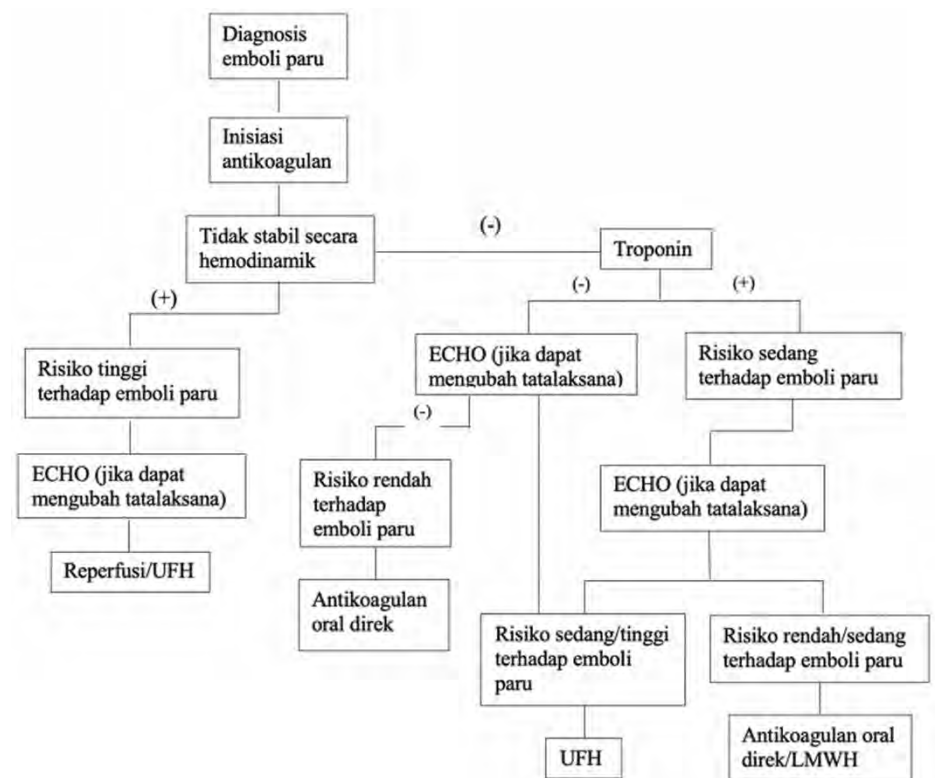 Diagnosis
emboli paru
Inisiasi
antikoagulan
Tidak stabil secara
hemodinamik
(-)
Troponin
(+)
(-)
(+)
Risiko tinggi
terhadap emboli paru
ECHO (jika dapat
mengubah tatalaksana)
Risiko sedang
terhadap emboli paru
(-)
ECHO (jika dapat
mengubah tatalaksana)
Reperfusi/UFH
Risiko rendah
terhadap
emboli paru
Antikoagulan
oral direk
ECHO (jika dapat
mengubah tatalaksana)
Risiko sedang/tinggi
terhadap emboli
paru
UFH
Risiko rendah/sedang
terhadap emboli paru
Antikoagulan oral
direk/LMWH